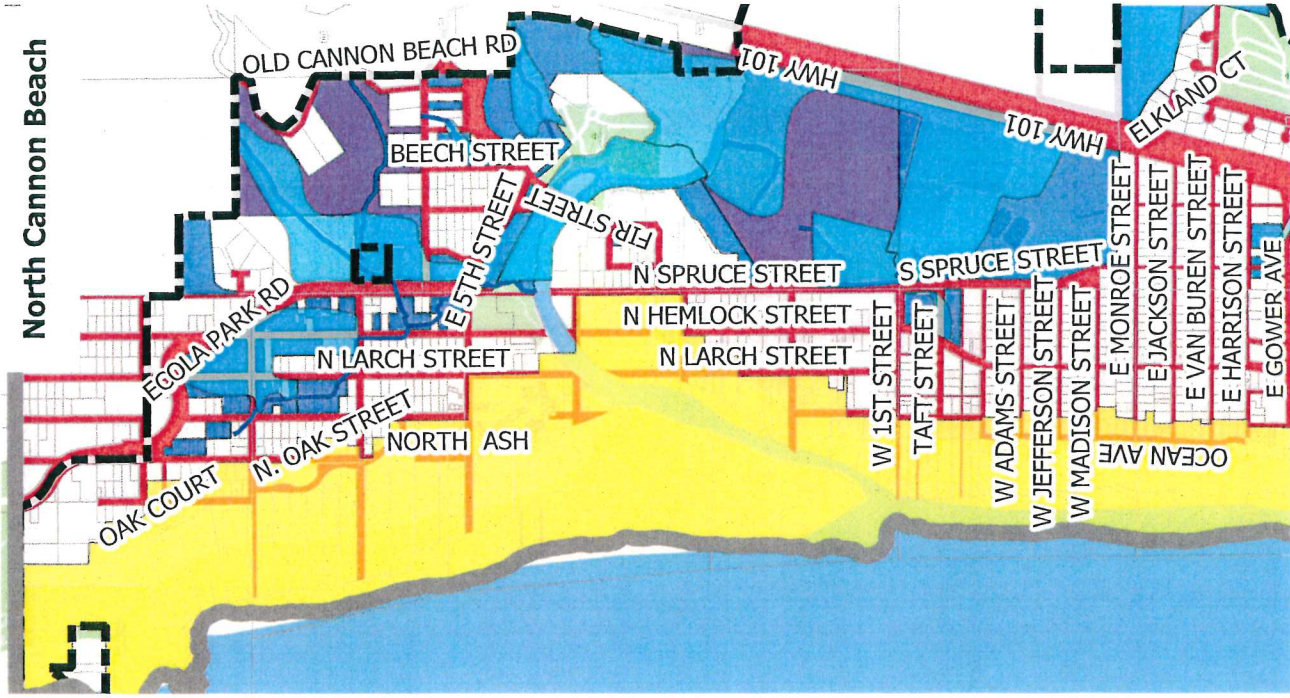 North Cannon Beach
OLD CANNON BEACH RD
HWY 101
HWY 101
ELKLAND CT
BEECH STREET
FIR STREET
E 5TH STREET
N SPRUCE STREET
S SPRUCE STREET
E MONROE STREET
E JACKSON STREET
E VAN BUREN STREET
E HARRISON STREET
E GOWER AVE
ECOLA PARK RD
N HEMLOCK STREET
N LARCH STREET
N LARCH STREET
W 1ST STREET
TAFT STREET
W ADAMS STREET
W JEFFERSON STREET
W MADISON STREET
OCEAN AVE
N. OAK STREET
NORTH ASH
OAK COURT